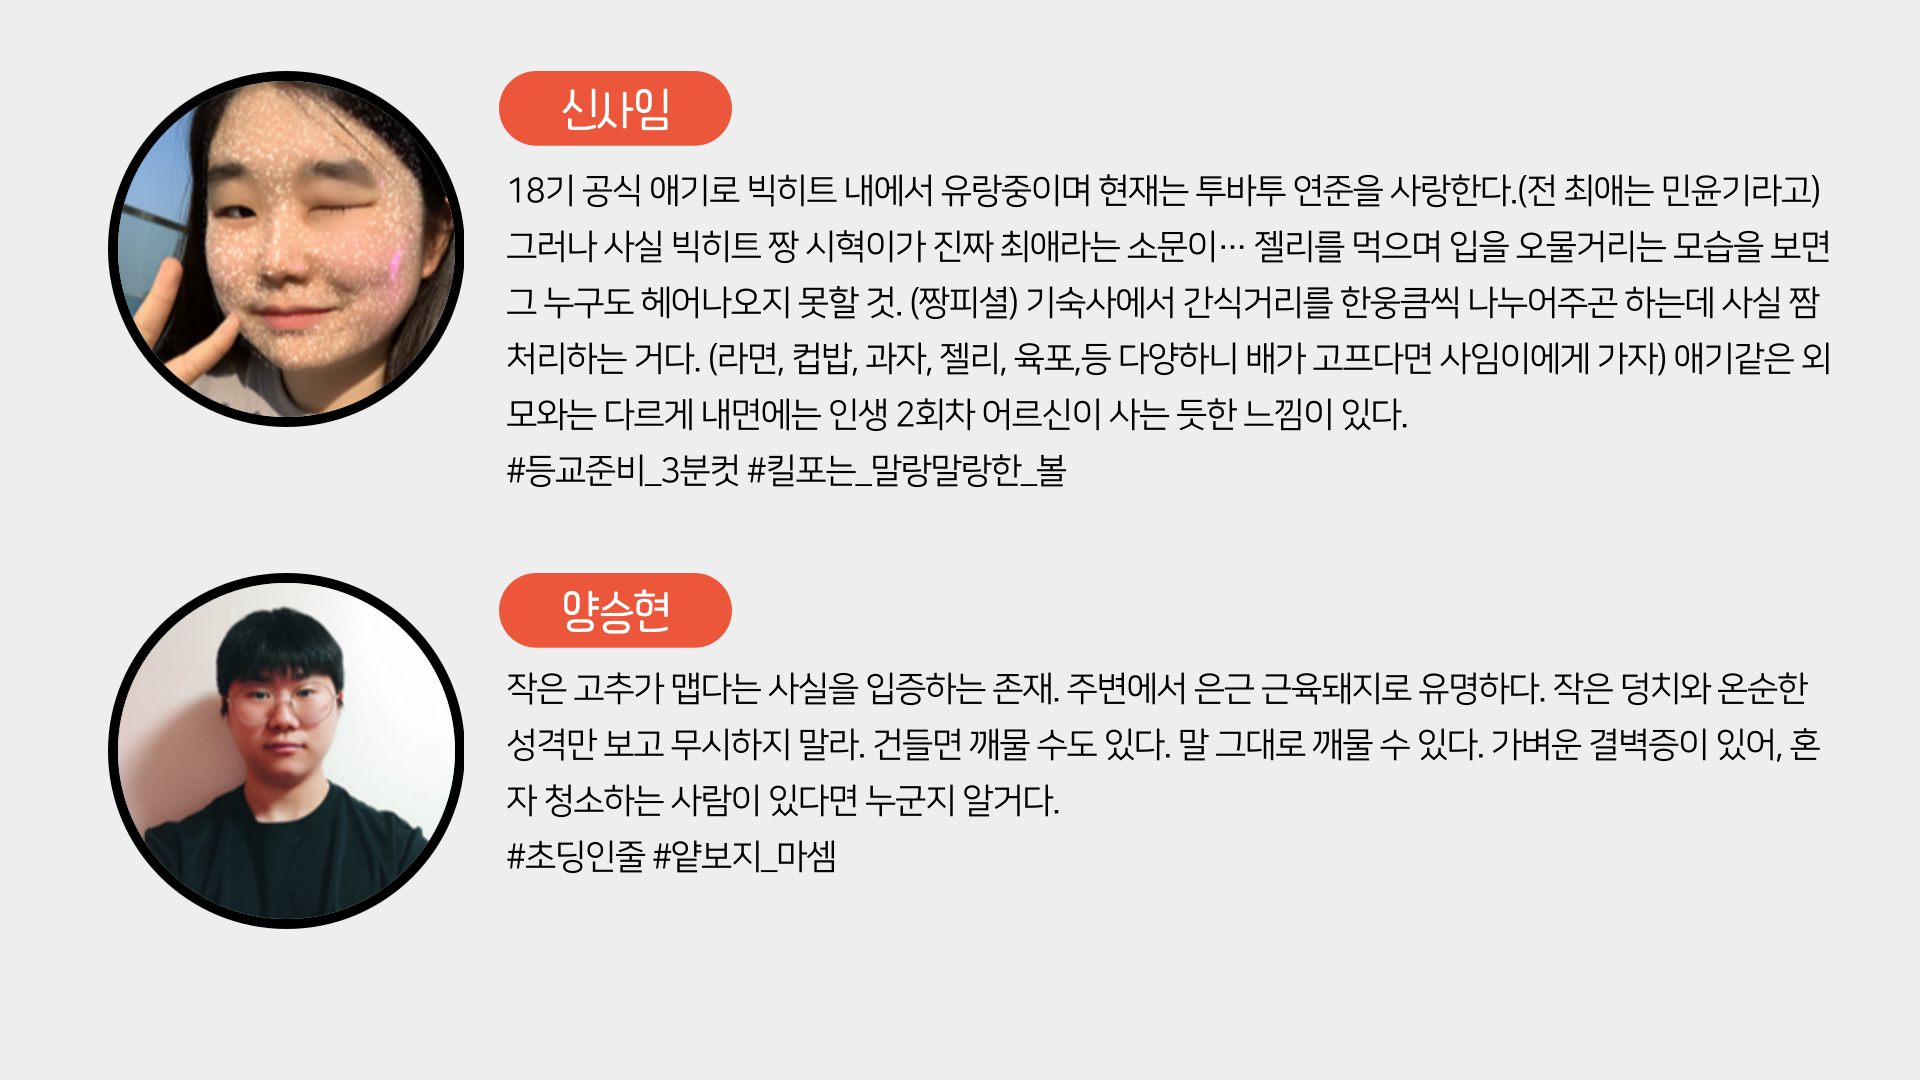 신사임
18기 공식 애기로 빅히트 내에서 유랑중이며 현재는 투바투 연준을 사랑한다.(전 최애는 민윤기라고)
그러나 사실 빅히트 짱 시혁이가 진짜 최애라는 소문이… 젤리를 먹으며 입을 오물거리는 모습을 보면
그 누구도 헤어나오지 못할 것. (짱피셜) 기숙사에서 간식거리를 한웅큼씩 나누어주곤 하는데 사실 짬
처리하는 거다. (라면, 컵밥, 과자, 젤리, 육포,등 다양하니 배가 고프다면 사임이에게 가자) 애기같은 외
모와는 다르게 내면에는 인생 2회차 어르신이 사는 듯한 느낌이 있다.
#등교준비_3분컷 #킬포는_말랑말랑한_볼
양승현
작은 고추가 맵다는 사실을 입증하는 존재. 주변에서 은근 근육돼지로 유명하다. 작은 덩치와 온순한
성격만 보고 무시하지 말라. 건들면 깨물 수도 있다. 말 그대로 깨물 수 있다. 가벼운 결벽증이 있어, 혼
자 청소하는 사람이 있다면 누군지 알거다.
#초딩인줄 #얕보지_마셈